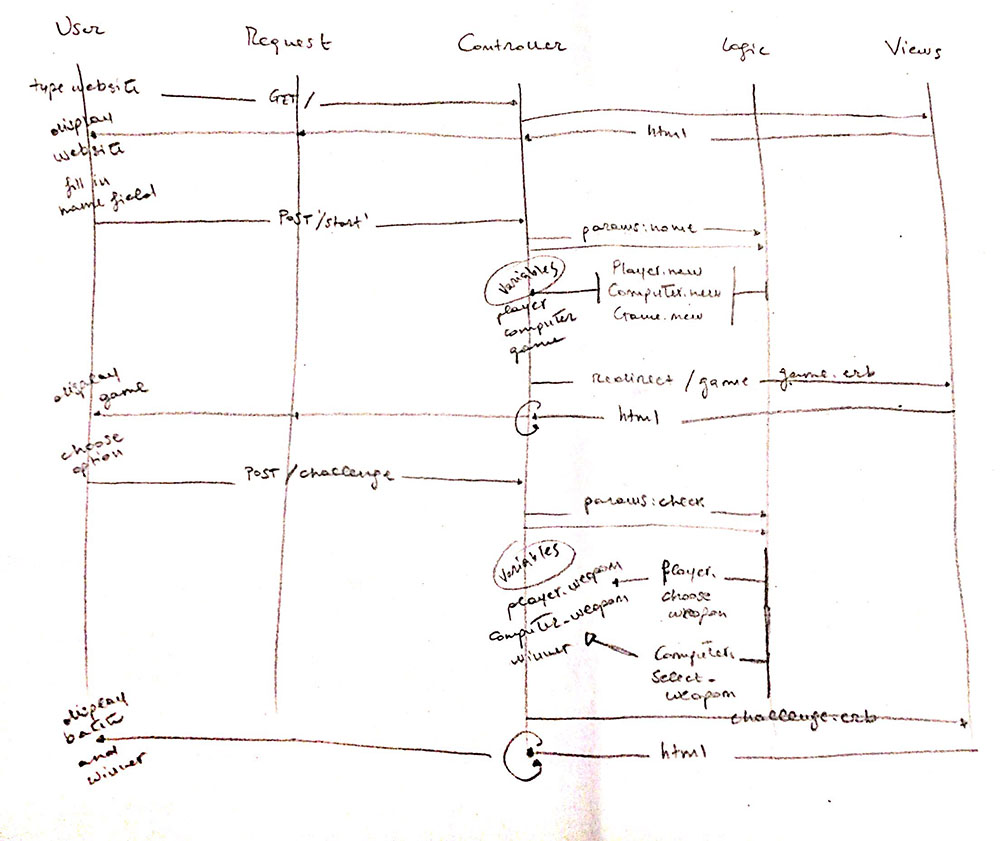 User
Request
Controller
Logic
Views
type website
GET /
display
website
html
fill in
name field
POST '/start'
params:name
Variables
player
computer
game
Player.new
Computer.new
Game.new
display
game
redirect /game game.erb
html
choose
option
POST /challenge
params:check
Variables
player.weapon
computer_weapon
winner
Player.
choose
weapon
Computer.
Select_
weapon
challenge.erb
display
battle
and
winner
html